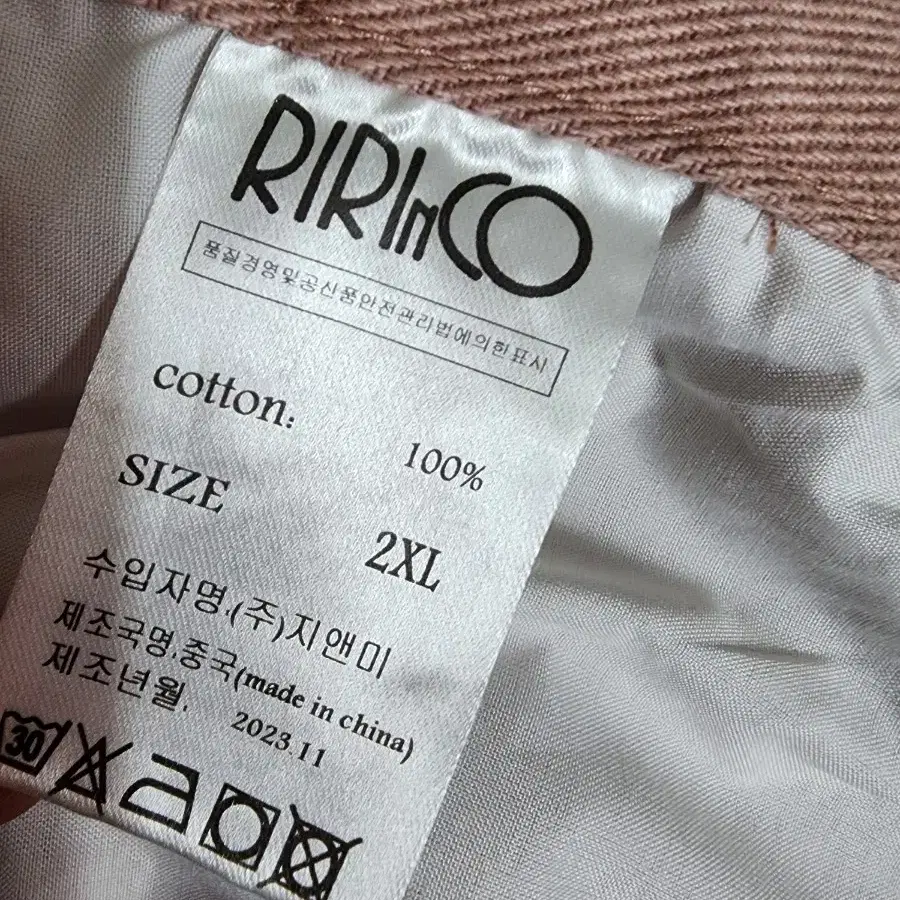 RIRInCO
품질경영및공산품안전관리법에의한표시
cotton: 100%
SIZE 2XL
수입자명.(주)지앤미
제조국명.중국(made in china)
제조년월. 2023.11
30